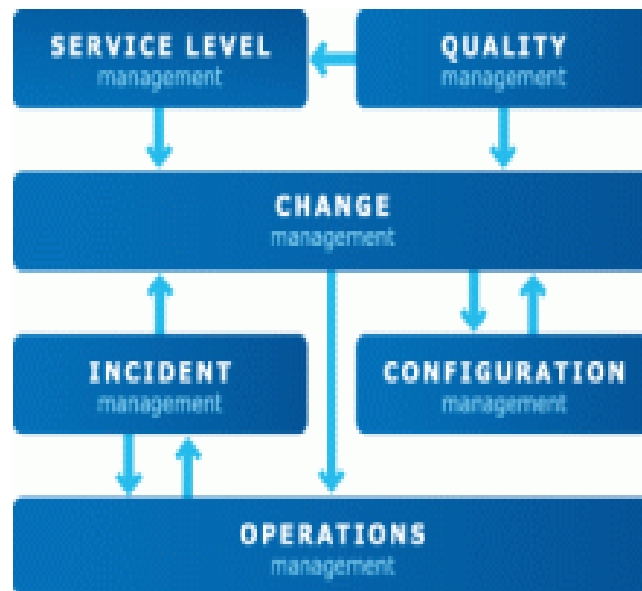 SERVICE LEVEL
management
QUALITY
management
CHANGE
management
INCIDENT
management
CONFIGURATION
management
OPERATIONS
management